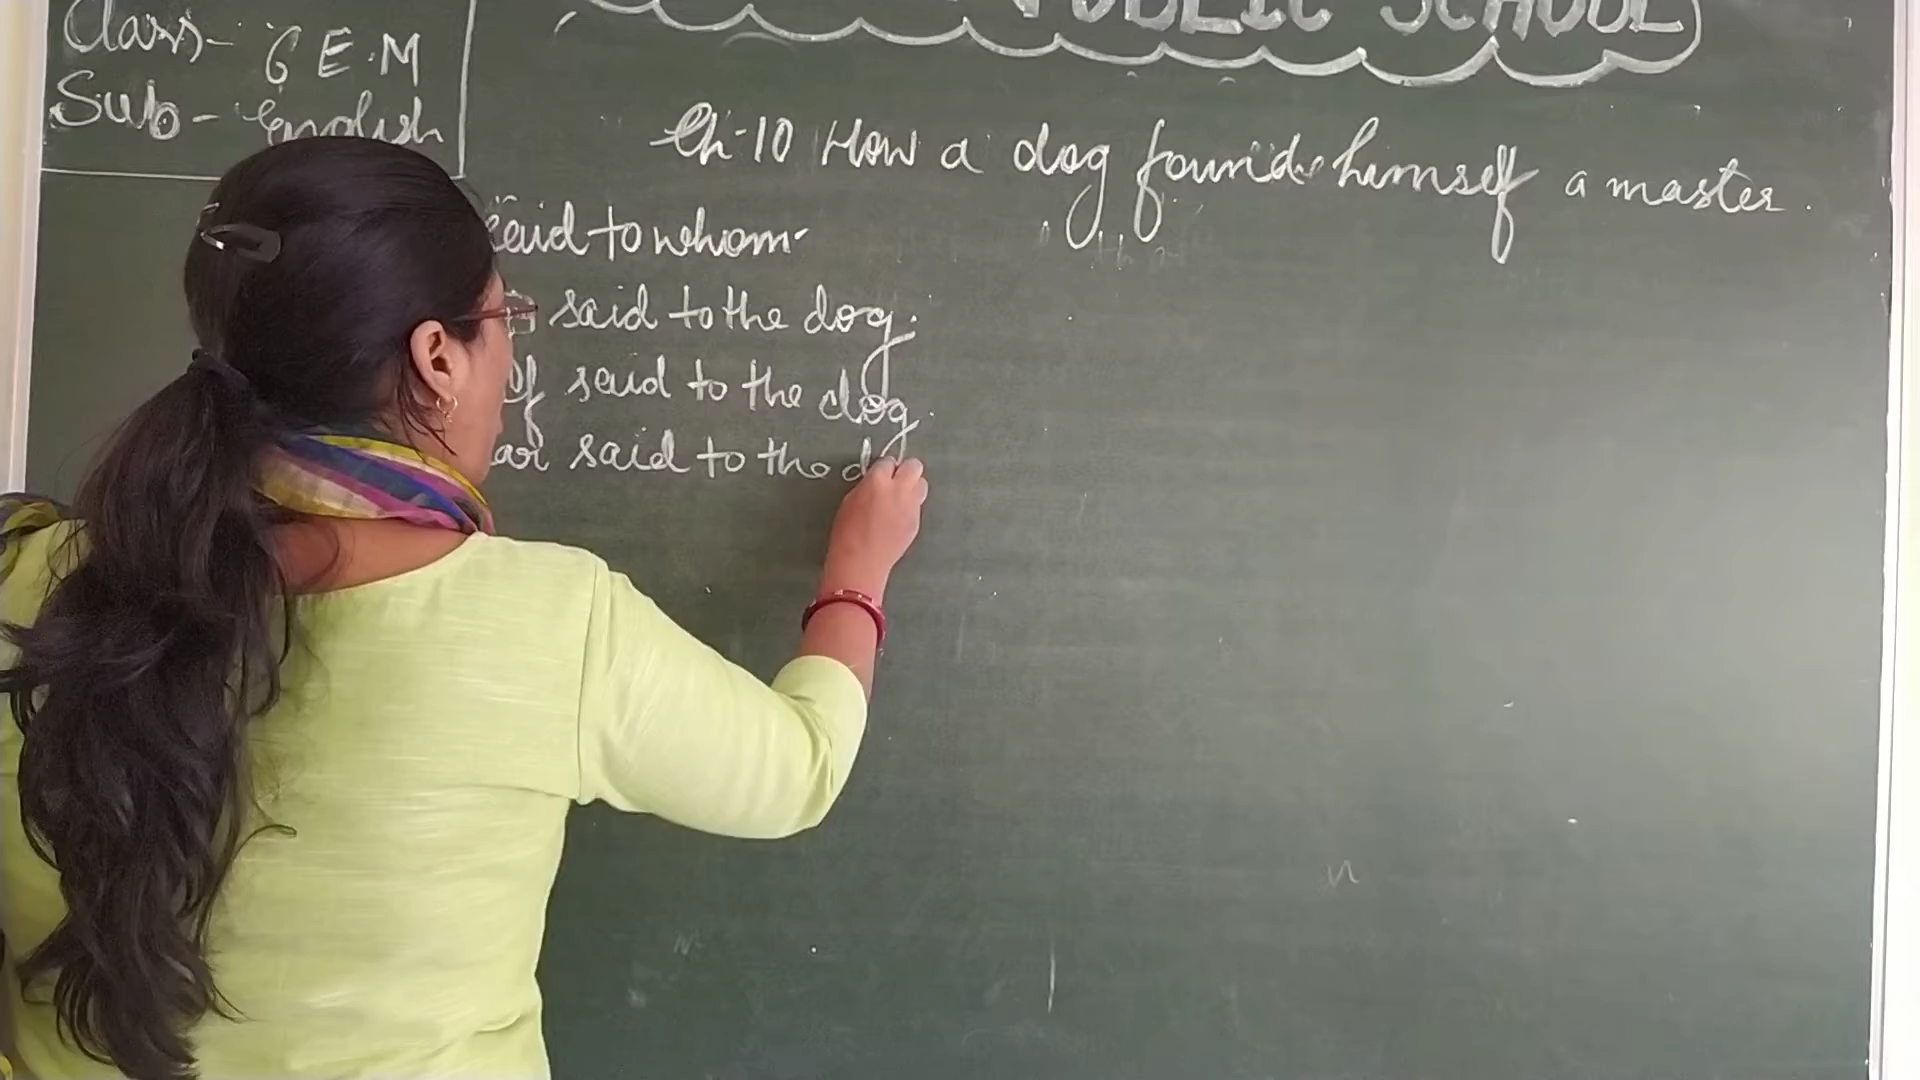 PUBLIC SCHOOL
Class- 6 E.M
Sub- English
Ch-10 How a dog found himself a master.
said to whom-
said to the dog.
said to the dog.
said to the